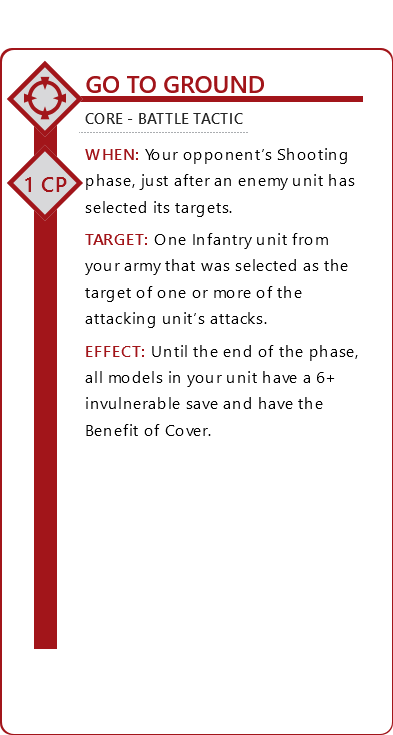 GO TO GROUND
CORE - BATTLE TACTIC
1 CP
WHEN: Your opponent's Shooting
phase, just after an enemy unit has
selected its targets.
TARGET: One Infantry unit from
your army that was selected as the
target of one or more of the
attacking unit's attacks.
EFFECT: Until the end of the phase,
all models in your unit have a 6+
invulnerable save and have the
Benefit of Cover.